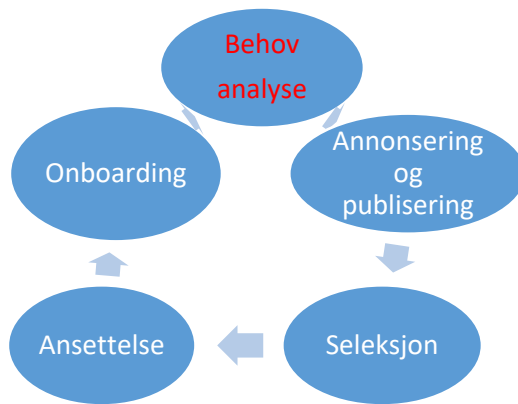 Behov
analyse
Annonsering
og
publisering
Seleksjon
Ansettelse
Onboarding